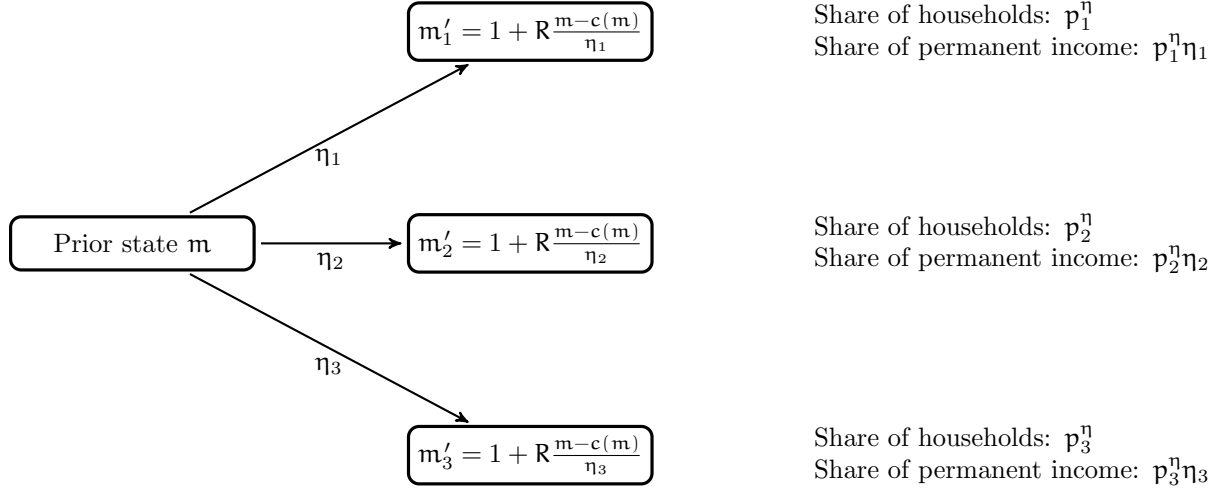 m′₁ = 1 + R (m−c(m))/η₁
Share of households: p₁^η
Share of permanent income: p₁^η η₁
η₁
Prior state m
η₂
m′₂ = 1 + R (m−c(m))/η₂
Share of households: p₂^η
Share of permanent income: p₂^η η₂
η₃
m′₃ = 1 + R (m−c(m))/η₃
Share of households: p₃^η
Share of permanent income: p₃^η η₃